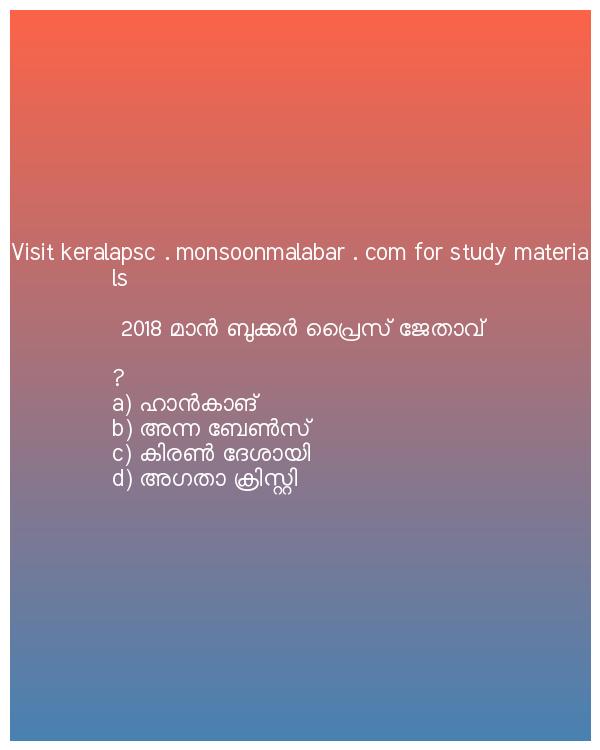 Visit keralapsc . monsoonmalabar . com for study materia
ls
2018 മാൻ ബുക്കർ പ്രൈസ് ജേതാവ്
?
a) ഹാൻകാങ്
b) അന്ന ബേൺസ്
c) കിരൺ ദേശായി
d) അഗതാ ക്രിസ്റ്റി